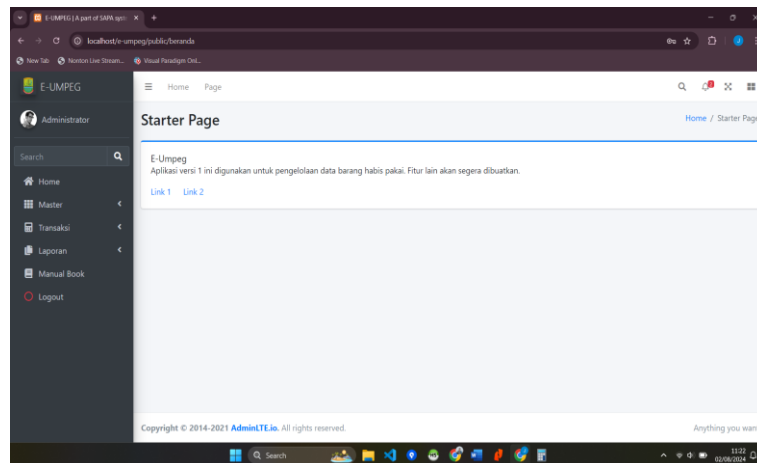 E-UMPEG | A part of SAPA syst
localhost/e-umpeg/public/beranda
New Tab Nonton Live Stream... Visual Paradigm Onl...
E-UMPEG
Home Page
Administrator
Starter Page
Home / Starter Page
Search
E-Umpeg
Aplikasi versi 1 ini digunakan untuk pengelolaan data barang habis pakai. Fitur lain akan segera dibuatkan.
Link 1 Link 2
Home
Master
Transaksi
Laporan
Manual Book
Logout
Copyright © 2014-2021 AdminLTE.io. All rights reserved.
Anything you wan
Search
11:22
02/08/2024